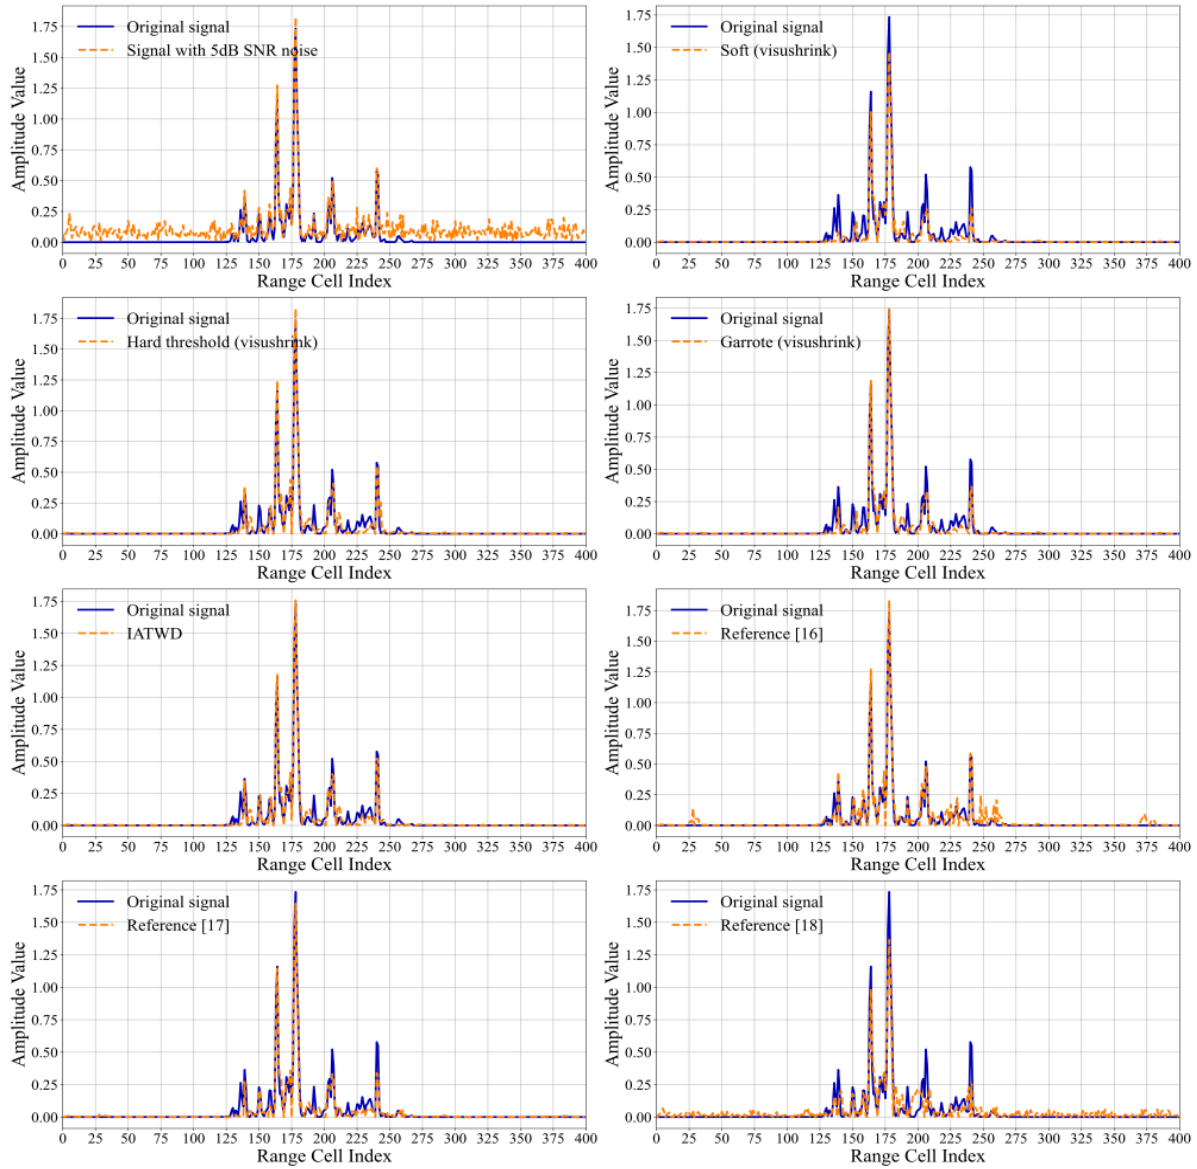 Original signal
Signal with 5dB SNR noise
Amplitude Value
1.75
1.50
1.25
1.00
0.75
0.50
0.25
0.00
0 25 50 75 100 125 150 175 200 225 250 275 300 325 350 375 400
Range Cell Index
Original signal
Soft (visushrink)
Amplitude Value
1.75
1.50
1.25
1.00
0.75
0.50
0.25
0.00
0 25 50 75 100 125 150 175 200 225 250 275 300 325 350 375 400
Range Cell Index
Original signal
Hard threshold (visushrink)
Amplitude Value
1.75
1.50
1.25
1.00
0.75
0.50
0.25
0.00
0 25 50 75 100 125 150 175 200 225 250 275 300 325 350 375 400
Range Cell Index
Original signal
Garrote (visushrink)
Amplitude Value
1.75
1.50
1.25
1.00
0.75
0.50
0.25
0.00
0 25 50 75 100 125 150 175 200 225 250 275 300 325 350 375 400
Range Cell Index
Original signal
IATWD
Amplitude Value
1.75
1.50
1.25
1.00
0.75
0.50
0.25
0.00
0 25 50 75 100 125 150 175 200 225 250 275 300 325 350 375 400
Range Cell Index
Original signal
Reference [16]
Amplitude Value
1.75
1.50
1.25
1.00
0.75
0.50
0.25
0.00
0 25 50 75 100 125 150 175 200 225 250 275 300 325 350 375 400
Range Cell Index
Original signal
Reference [17]
Amplitude Value
1.75
1.50
1.25
1.00
0.75
0.50
0.25
0.00
0 25 50 75 100 125 150 175 200 225 250 275 300 325 350 375 400
Range Cell Index
Original signal
Reference [18]
Amplitude Value
1.75
1.50
1.25
1.00
0.75
0.50
0.25
0.00
0 25 50 75 100 125 150 175 200 225 250 275 300 325 350 375 400
Range Cell Index